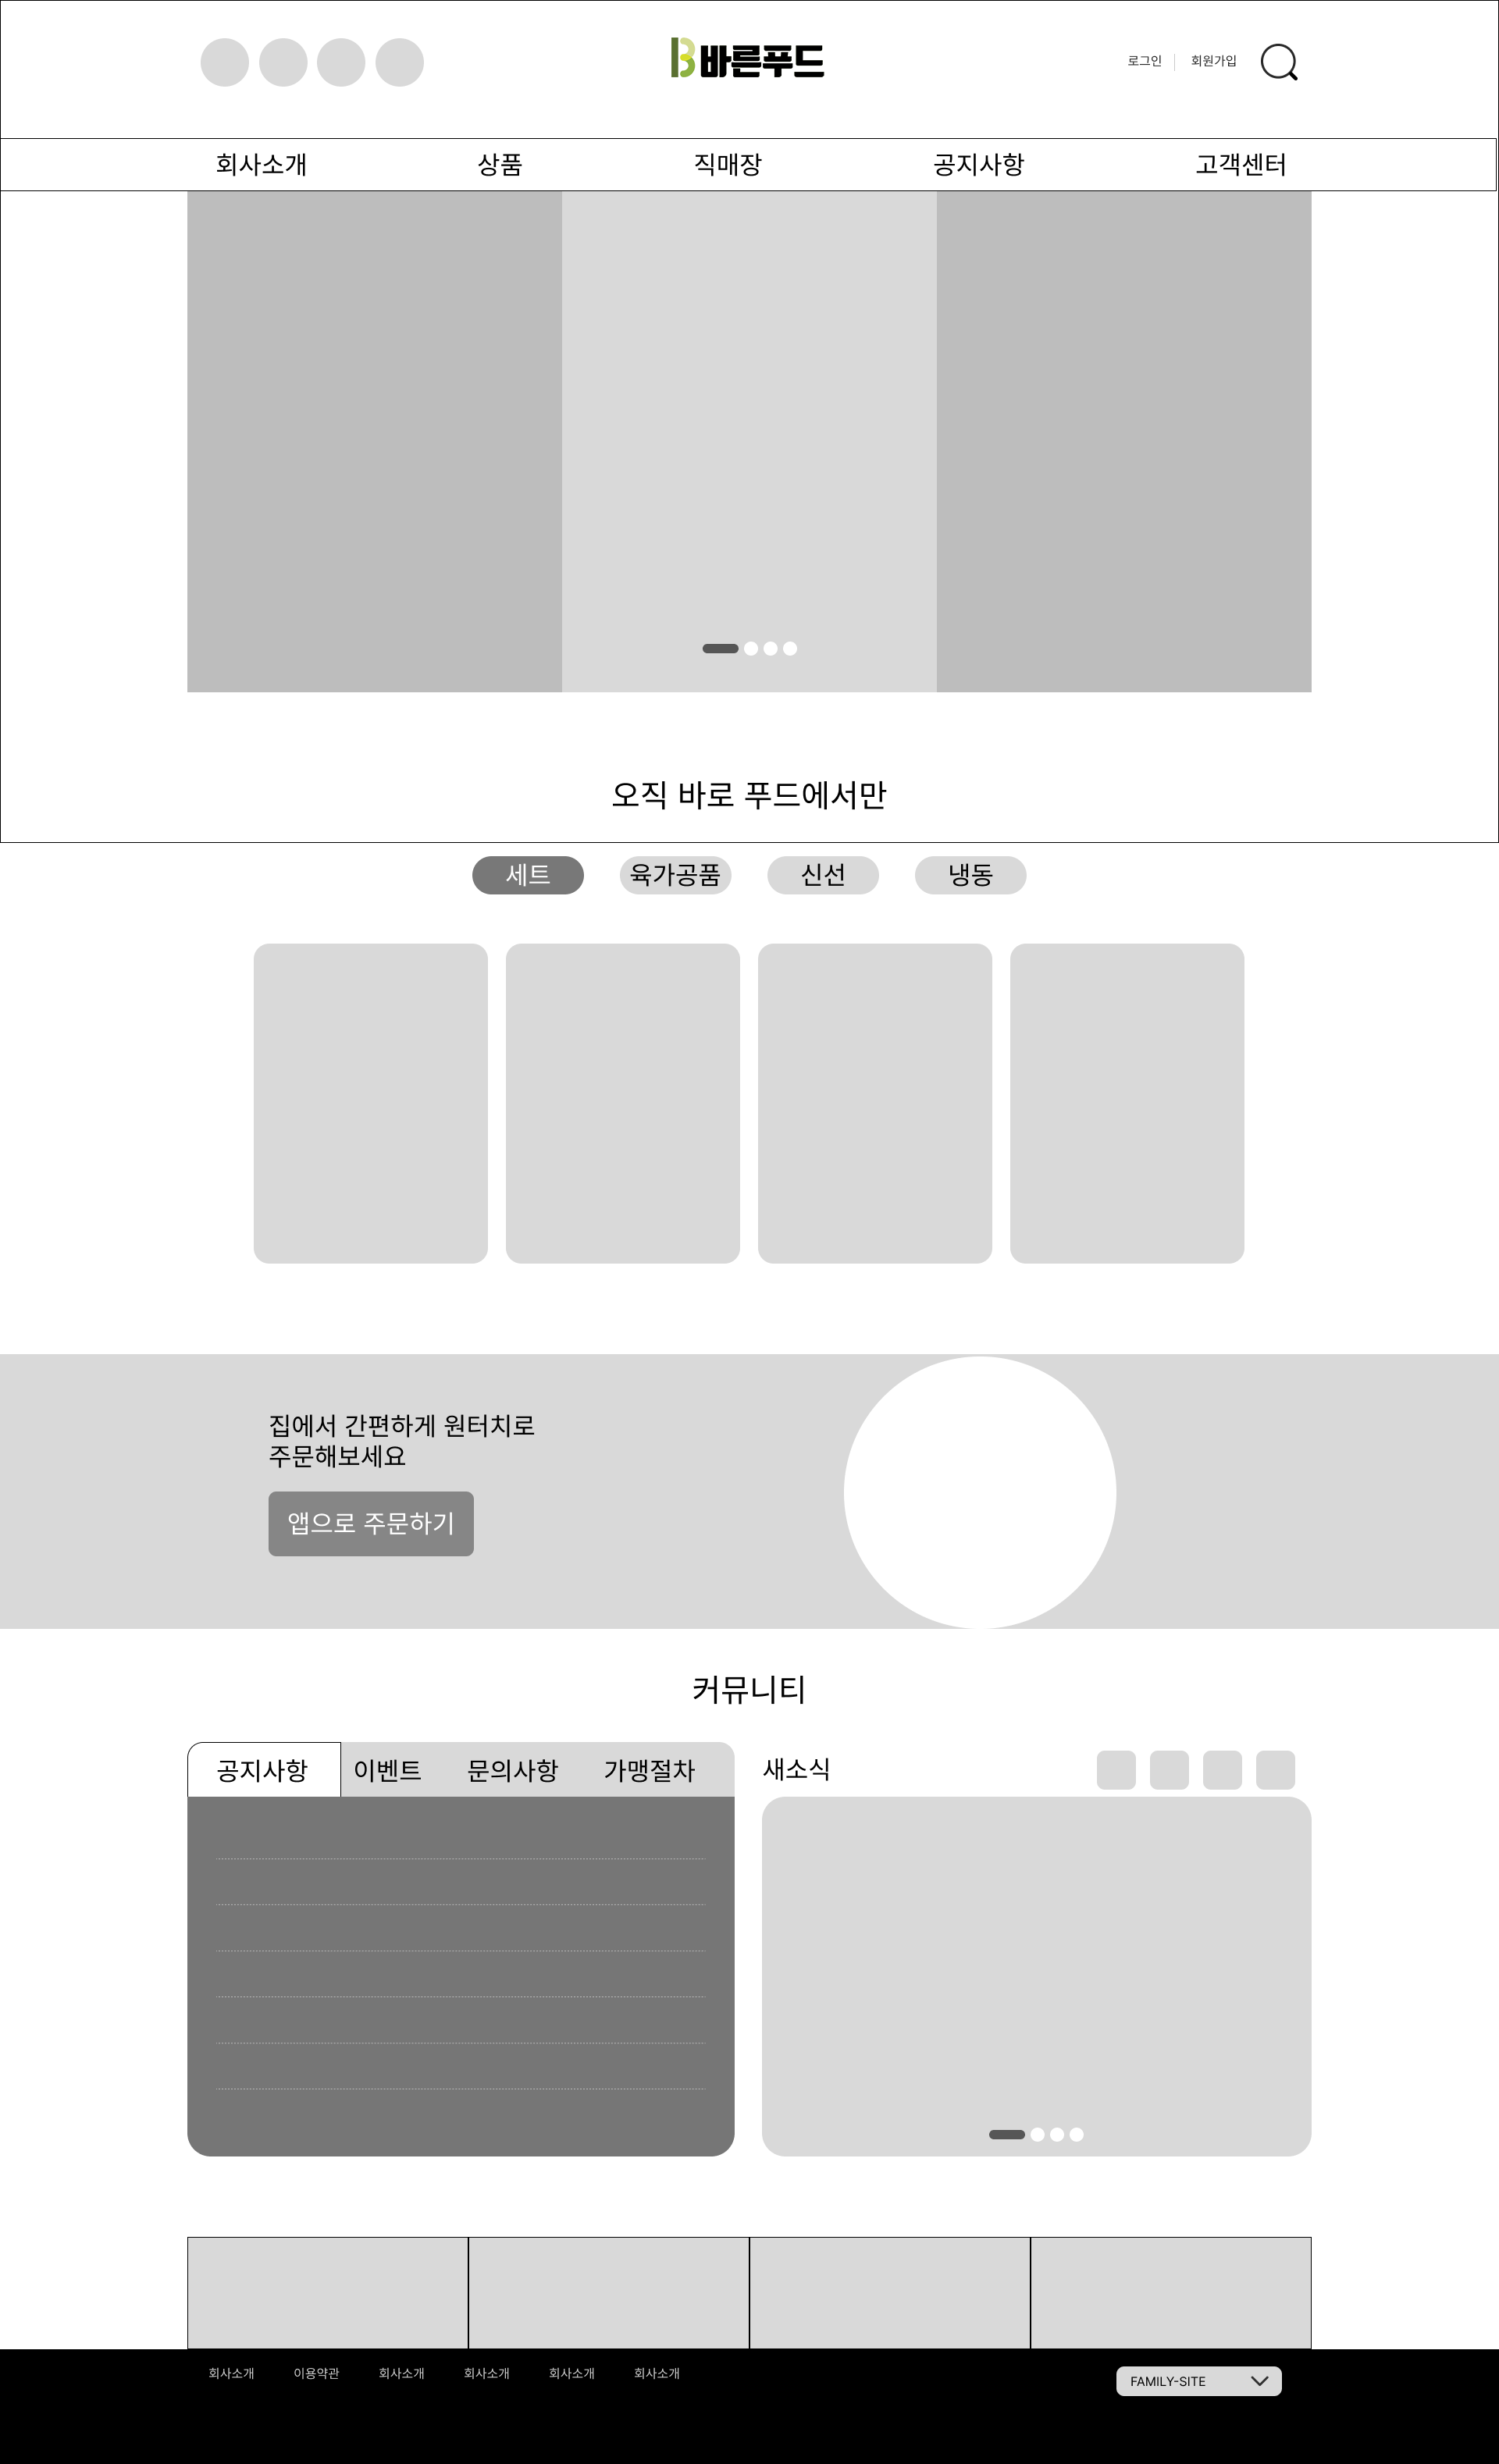 B 바른푸드
로그인 회원가입
회사소개 상품 직매장 공지사항 고객센터
오직 바로 푸드에서만
세트 육가공품 신선 냉동
집에서 간편하게 원터치로
주문해보세요
앱으로 주문하기
커뮤니티
공지사항 이벤트 문의사항 가맹절차
새소식
회사소개 이용약관 회사소개 회사소개 회사소개 회사소개
FAMILY-SITE